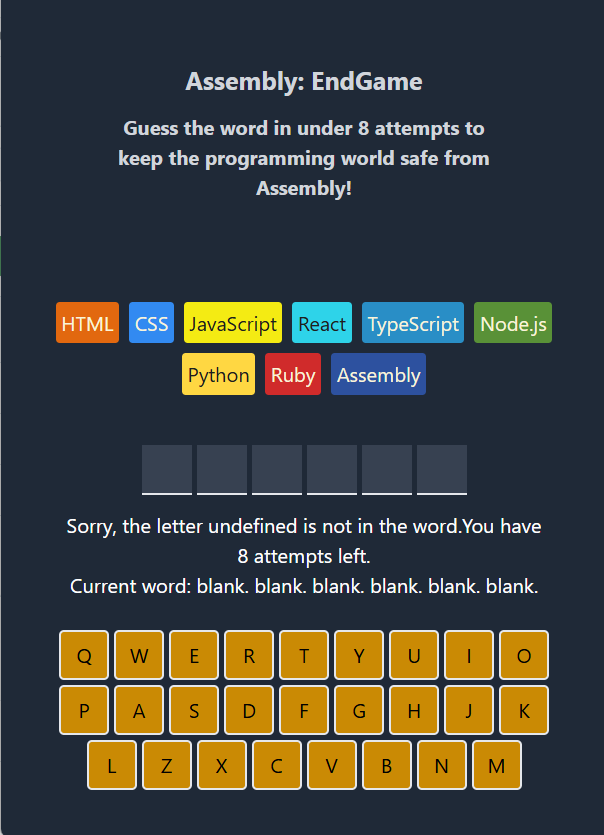 Assembly: EndGame
Guess the word in under 8 attempts to
keep the programming world safe from
Assembly!
HTML CSS JavaScript React TypeScript Node.js
Python Ruby Assembly
Sorry, the letter undefined is not in the word.You have
8 attempts left.
Current word: blank. blank. blank. blank. blank. blank.
Q W E R T Y U I O
P A S D F G H J K
L Z X C V B N M